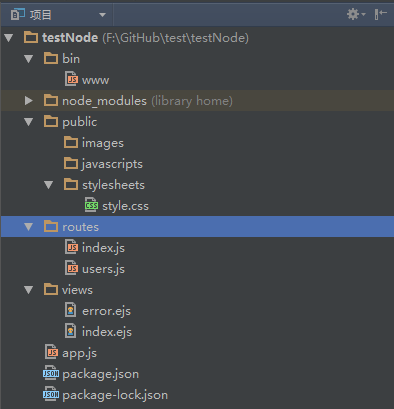 项目
testNode (F:\GitHub\test\testNode)
bin
www
node_modules (library home)
public
images
javascripts
stylesheets
style.css
routes
index.js
users.js
views
error.ejs
index.ejs
app.js
package.json
package-lock.json